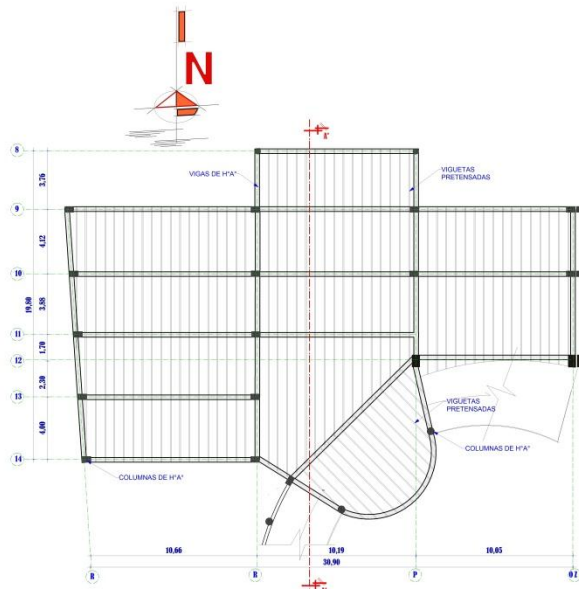 N
8
VIGAS DE H"A"
VIGUETAS
PRETENSADAS
3,76
9
4,12
10
19,80
3,88
11
1,70
12
2,30
13
VIGUETAS
PRETENSADAS
4,00
COLUMNAS DE H"A"
14
COLUMNAS DE H"A"
10,66
10,19
10,05
30,90
R
R
P